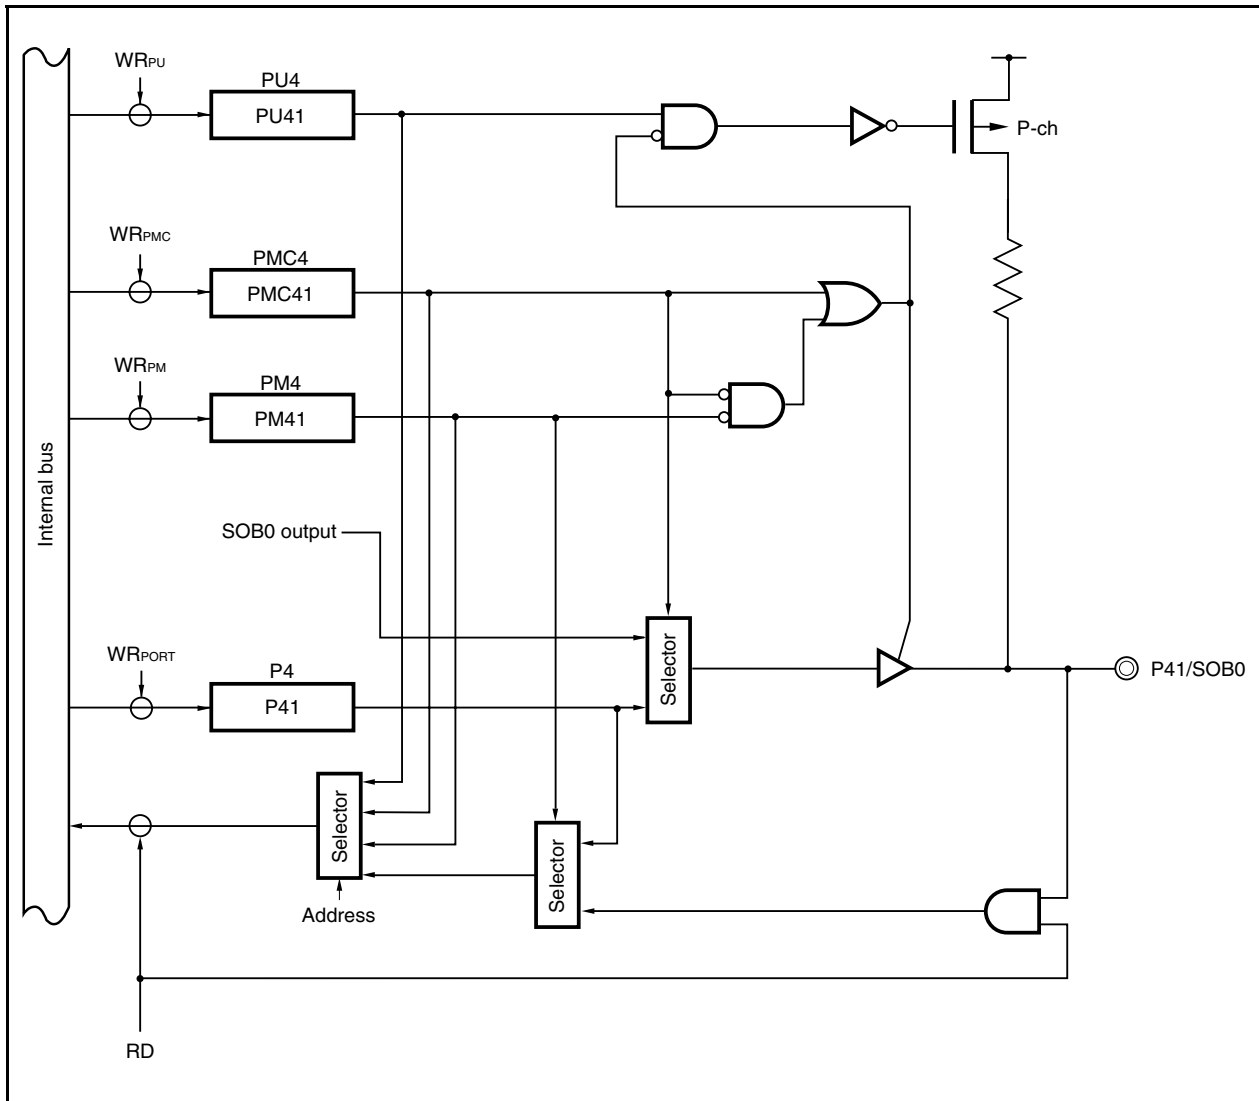 WRPU
PU4
PU41
P-ch
WRPMC
PMC4
PMC41
WRPM
PM4
PM41
Internal bus
SOB0 output
WRPORT
P4
P41
Selector
P41/SOB0
Selector
Selector
Address
RD